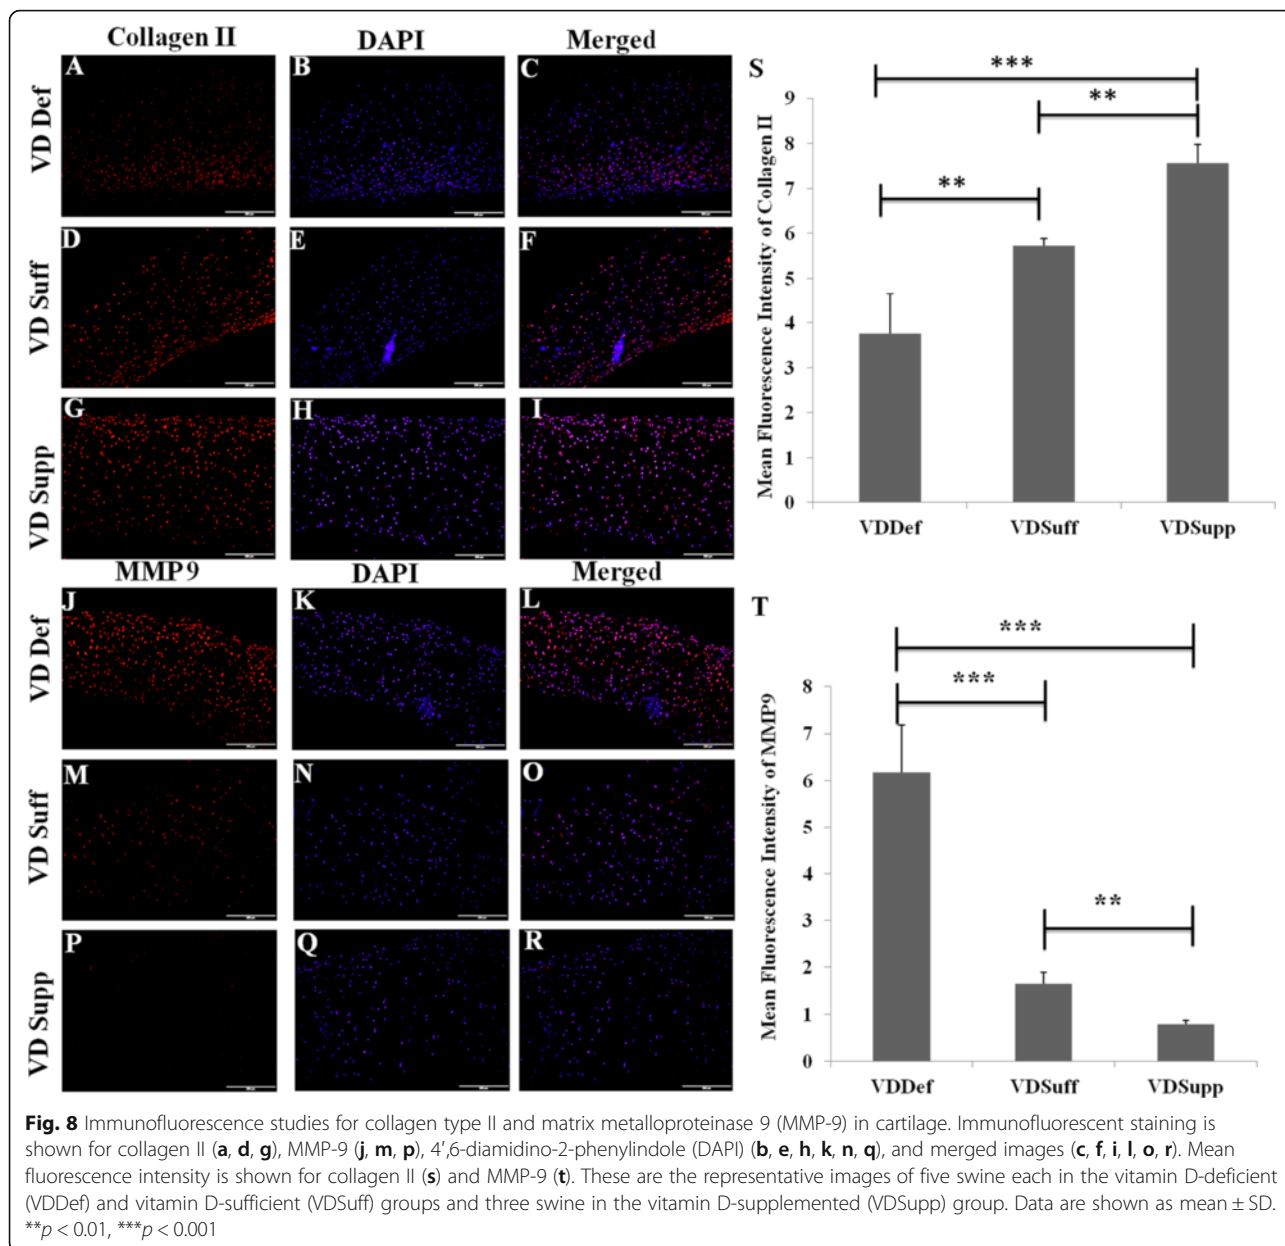 Collagen II DAPI Merged
VD Def
A B C
VD Suff
D E F
VD Supp
G H I
MMP9 DAPI Merged
VD Def
J K L
VD Suff
M N O
VD Supp
P Q R
S
***
**
**
Mean Fluorescence Intensity of Collagen II
9
8
7
6
5
4
3
2
1
0
VDDef VDSuff VDSupp
T
***
***
**
Mean Fluorescence Intensity of MMP9
8
7
6
5
4
3
2
1
0
VDDef VDSuff VDSupp
Fig. 8 Immunofluorescence studies for collagen type II and matrix metalloproteinase 9 (MMP-9) in cartilage. Immunofluorescent staining is
shown for collagen II (a, d, g), MMP-9 (j, m, p), 4′,6-diamidino-2-phenylindole (DAPI) (b, e, h, k, n, q), and merged images (c, f, i, l, o, r). Mean
fluorescence intensity is shown for collagen II (s) and MMP-9 (t). These are the representative images of five swine each in the vitamin D-deficient
(VDDef) and vitamin D-sufficient (VDSuff) groups and three swine in the vitamin D-supplemented (VDSupp) group. Data are shown as mean ± SD.
**p < 0.01, ***p < 0.001